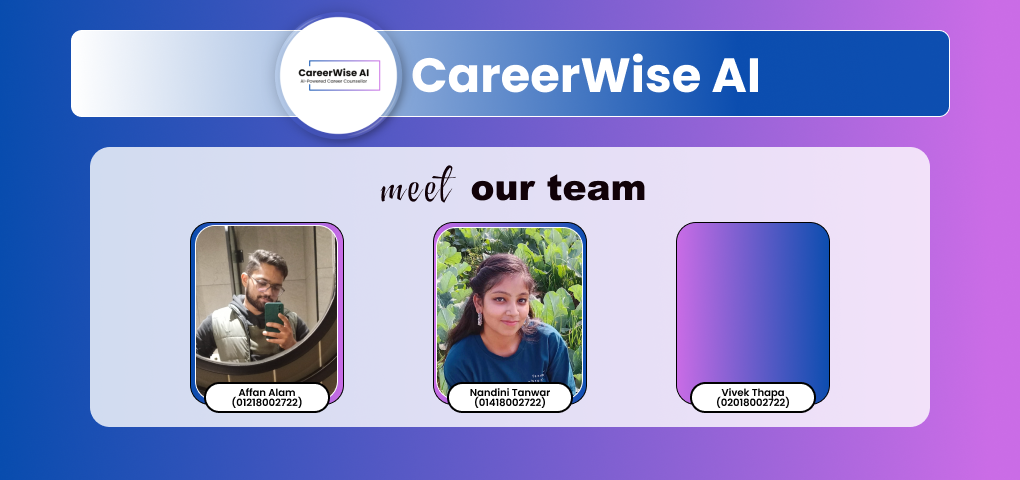 CareerWise AI
AI-Powered Career Counsellor
CareerWise AI
meet our team
Affan Alam
(01218002722)
Nandini Tanwar
(01418002722)
Vivek Thapa
(02018002722)